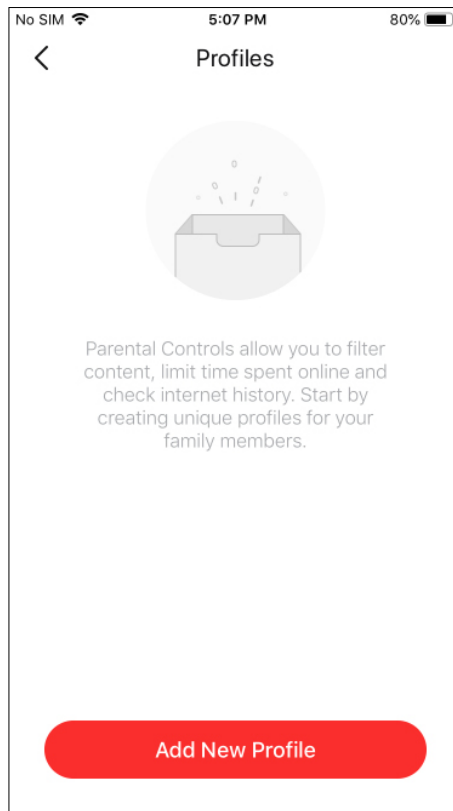 No SIM 5:07 PM 80%
Profiles
Parental Controls allow you to filter
content, limit time spent online and
check internet history. Start by
creating unique profiles for your
family members.
Add New Profile